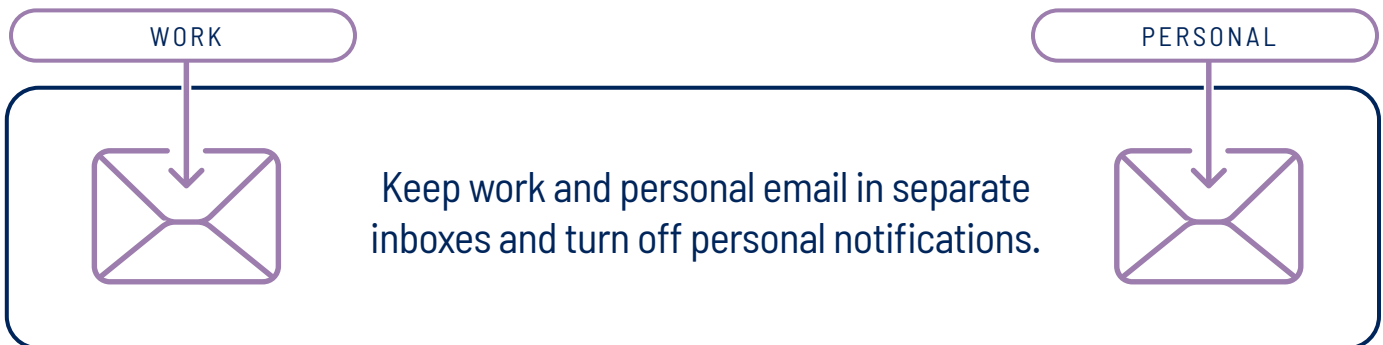 WORK
PERSONAL
Keep work and personal email in separate
inboxes and turn off personal notifications.